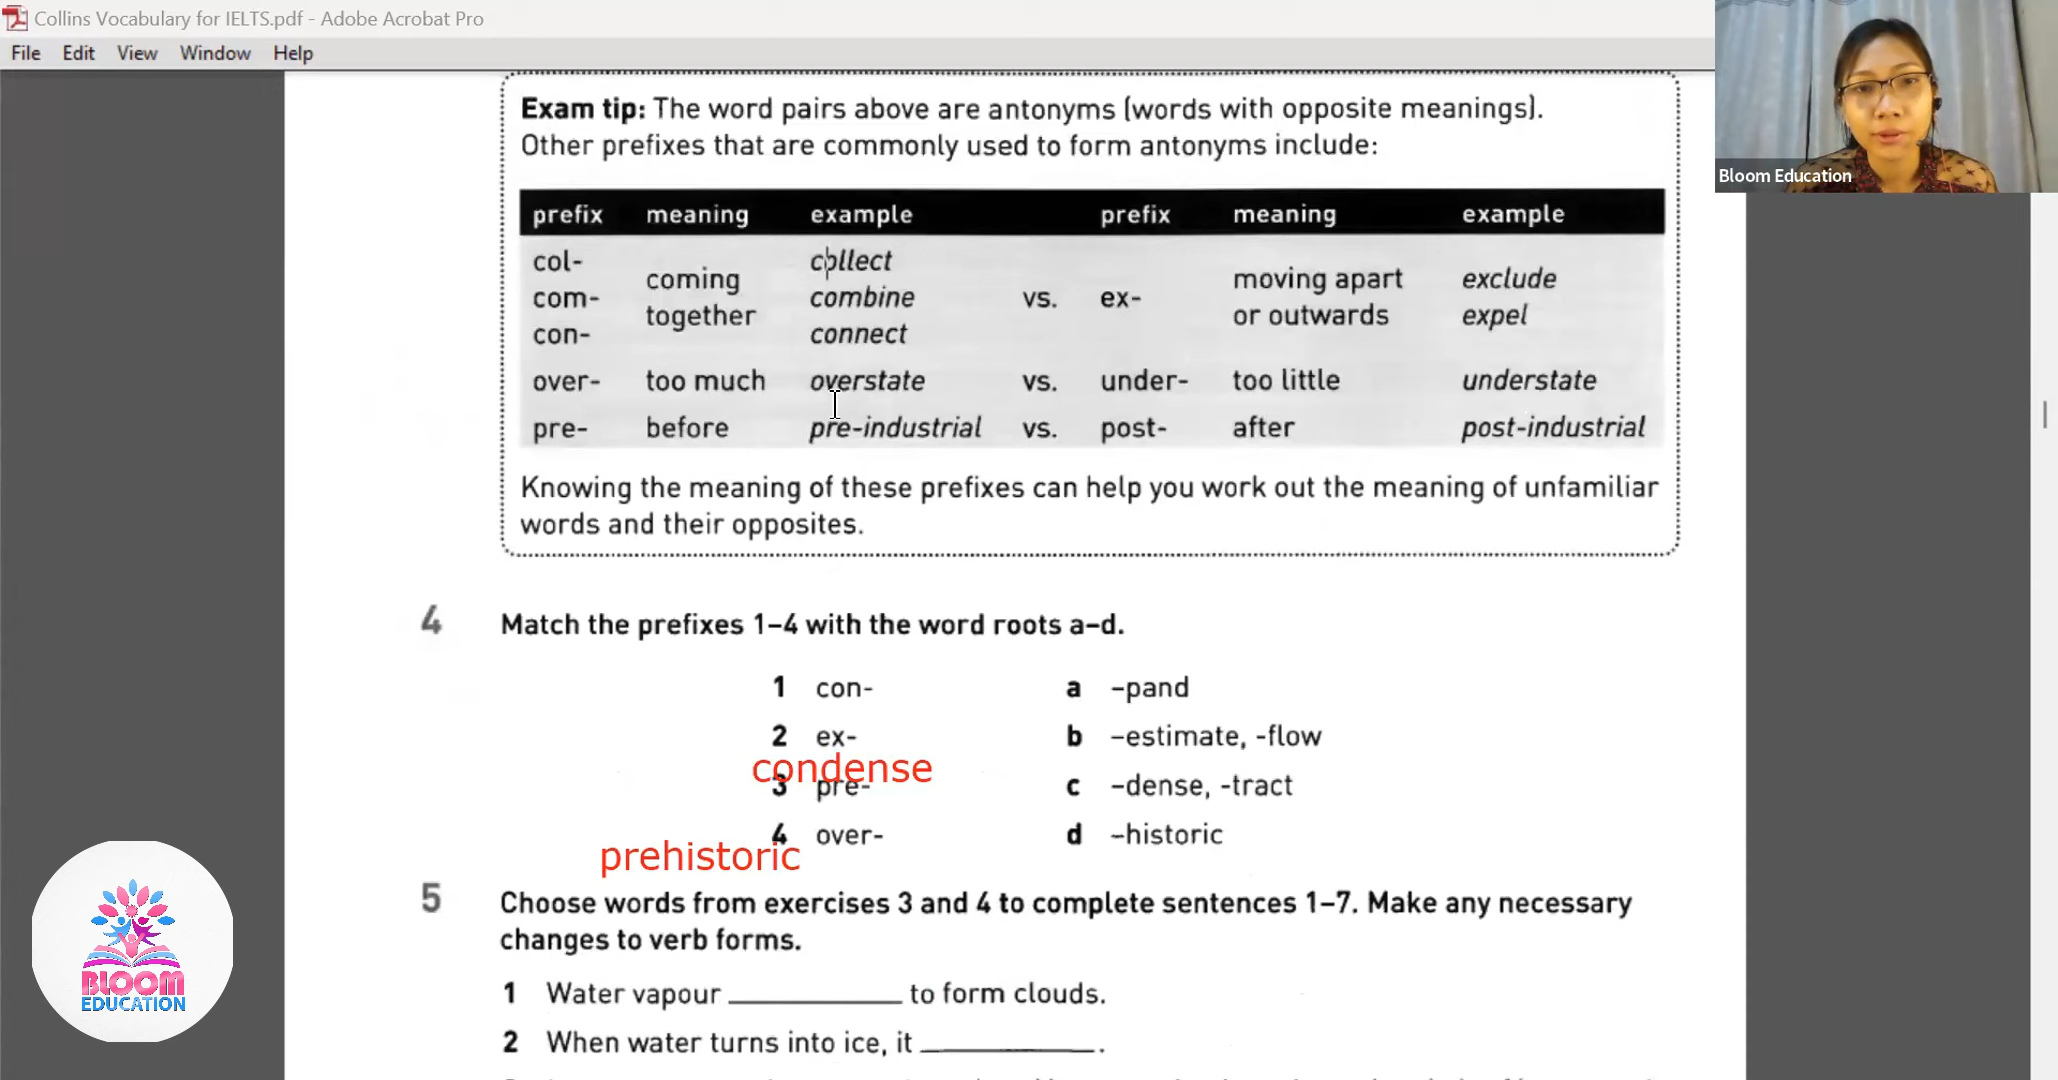 Collins Vocabulary for IELTS.pdf - Adobe Acrobat Pro
File Edit View Window Help
Bloom Education
Exam tip: The word pairs above are antonyms (words with opposite meanings).
Other prefixes that are commonly used to form antonyms include:
prefix meaning example prefix meaning example
col- com- con- coming together collect combine connect vs. ex- moving apart or outwards exclude expel
over- too much overstate vs. under- too little understate
pre- before pre-industrial vs. post- after post-industrial
Knowing the meaning of these prefixes can help you work out the meaning of unfamiliar
words and their opposites.
4 Match the prefixes 1–4 with the word roots a–d.
1 con- a –pand
2 ex- b –estimate, -flow
condense
3 pre- c –dense, -tract
4 over- d –historic
prehistoric
5 Choose words from exercises 3 and 4 to complete sentences 1–7. Make any necessary
changes to verb forms.
1 Water vapour ____________ to form clouds.
2 When water turns into ice, it ____________.
BLOOM
EDUCATION